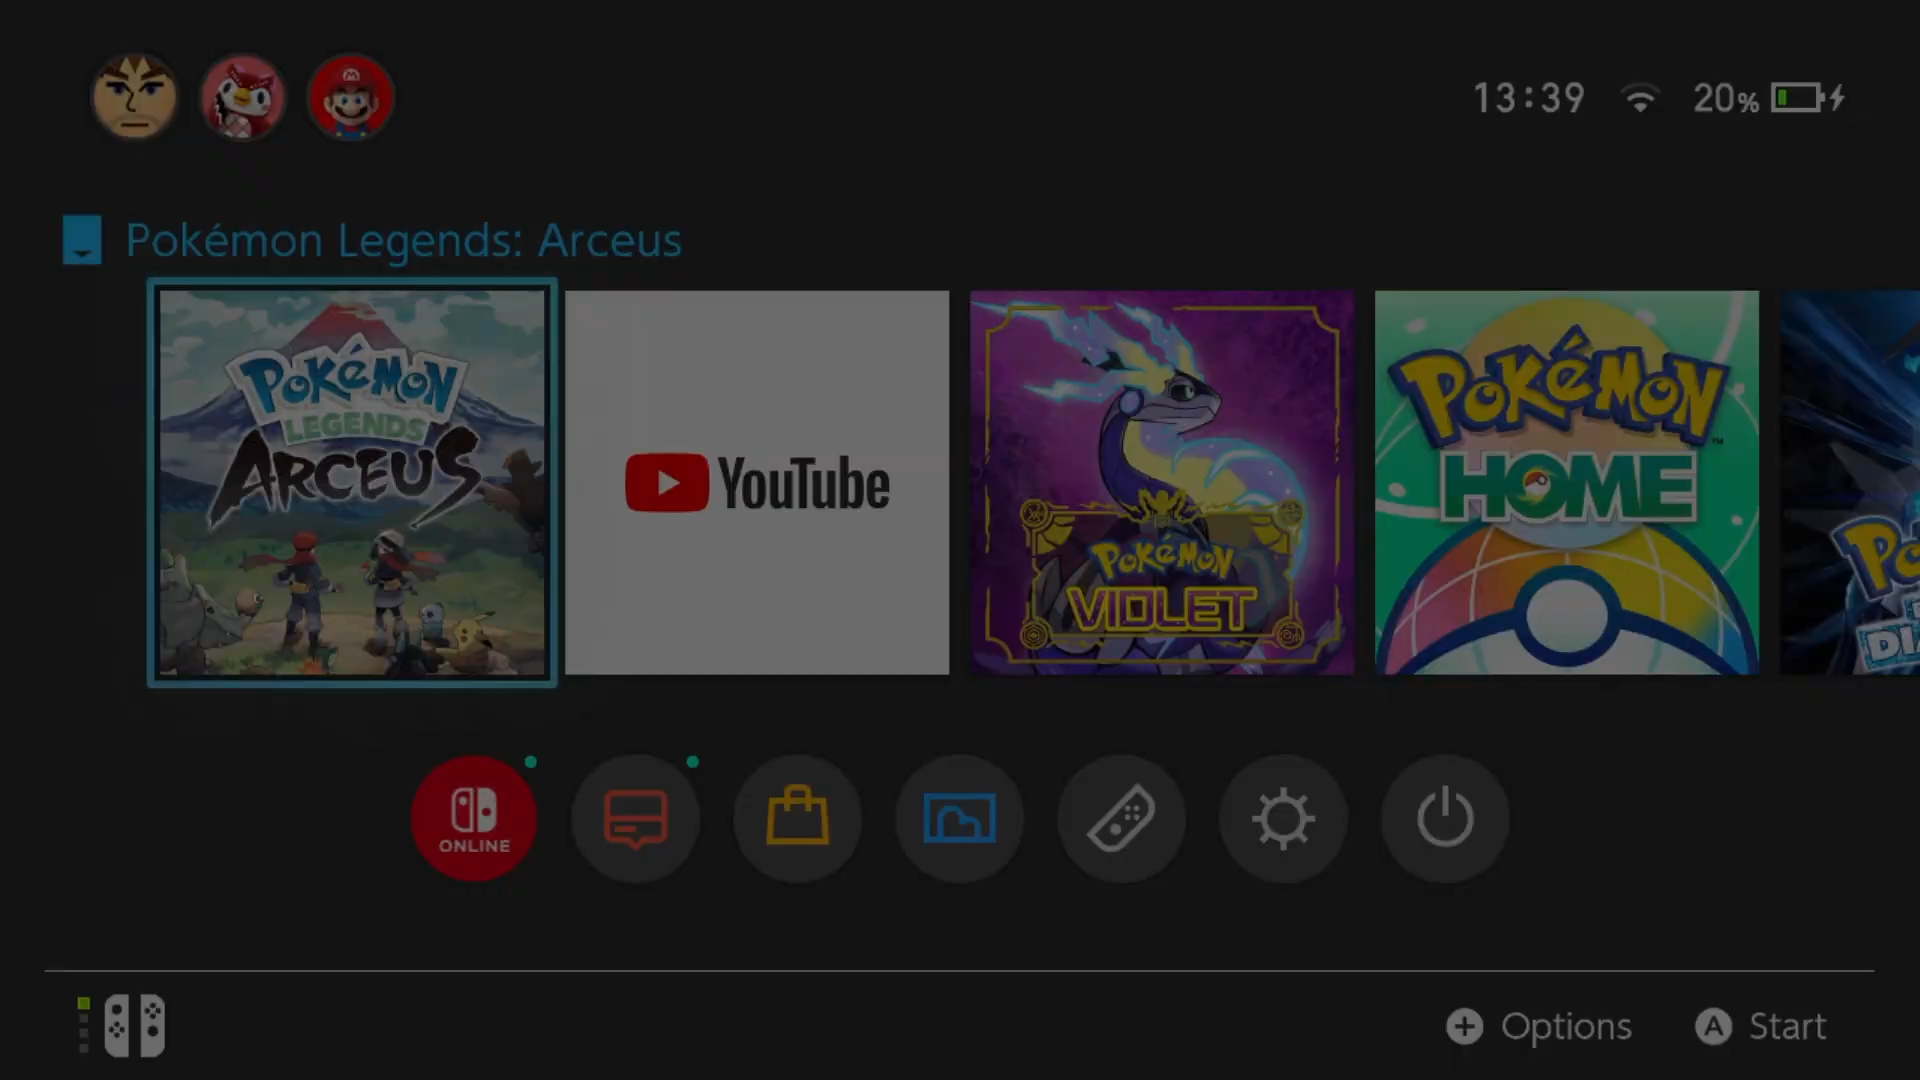 13:39 20%
Pokémon Legends: Arceus
POKéMON
LEGENDS
ARCEUS
YouTube
POKéMON
VIOLET
POKéMON
HOME
ONLINE
Options
Start